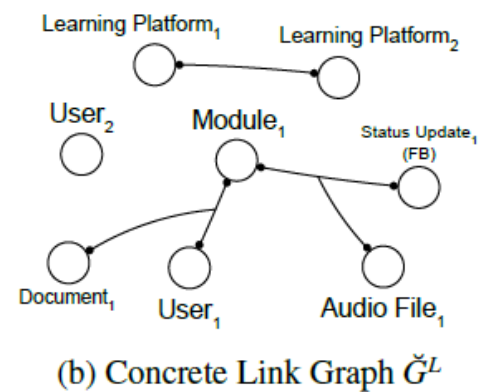 Learning Platform₁
Learning Platform₂
User₂
Module₁
Status Update₁
(FB)
Document₁
User₁
Audio File₁
(b) Concrete Link Graph Ğᴸ